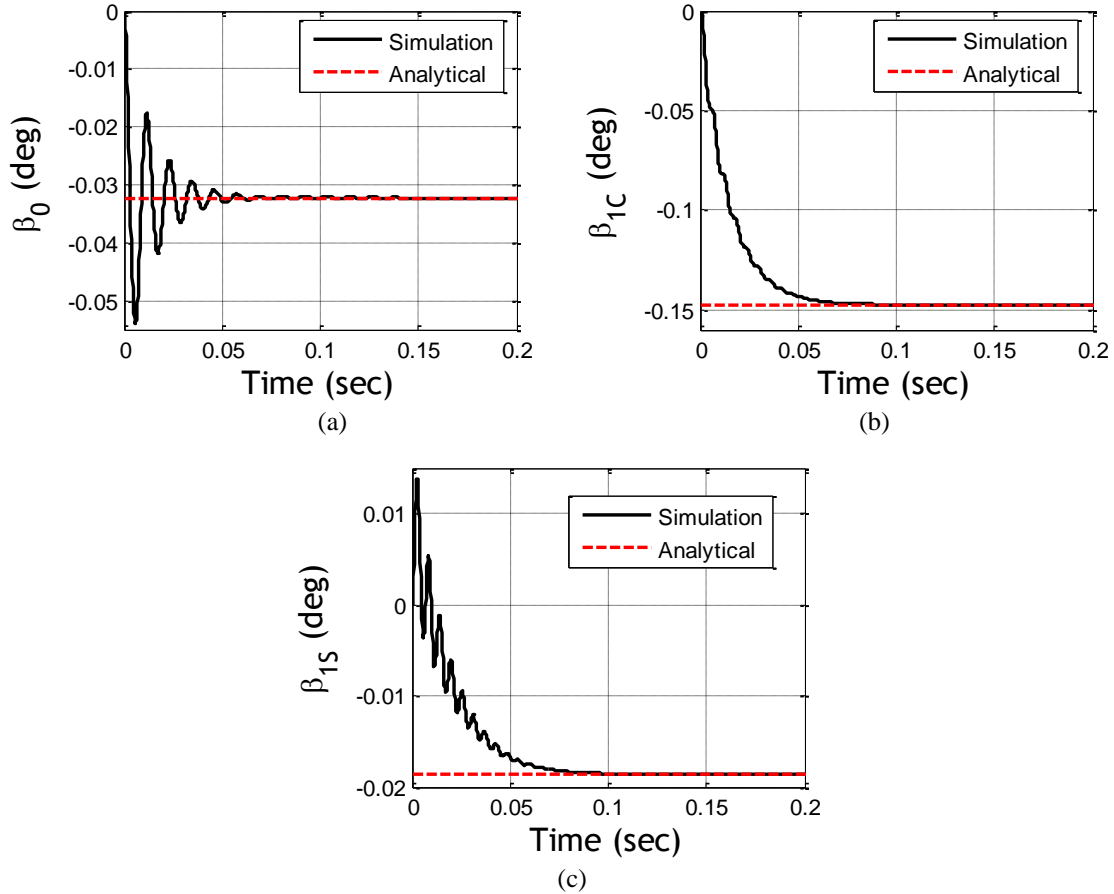 0
-0.01
-0.02
-0.03
-0.04
-0.05
β0 (deg)
Simulation
Analytical
0 0.05 0.1 0.15 0.2
Time (sec)
(a)
0
-0.05
-0.1
-0.15
β1C (deg)
Simulation
Analytical
0 0.05 0.1 0.15 0.2
Time (sec)
(b)
0.01
0
-0.01
-0.02
β1S (deg)
Simulation
Analytical
0 0.05 0.1 0.15 0.2
Time (sec)
(c)